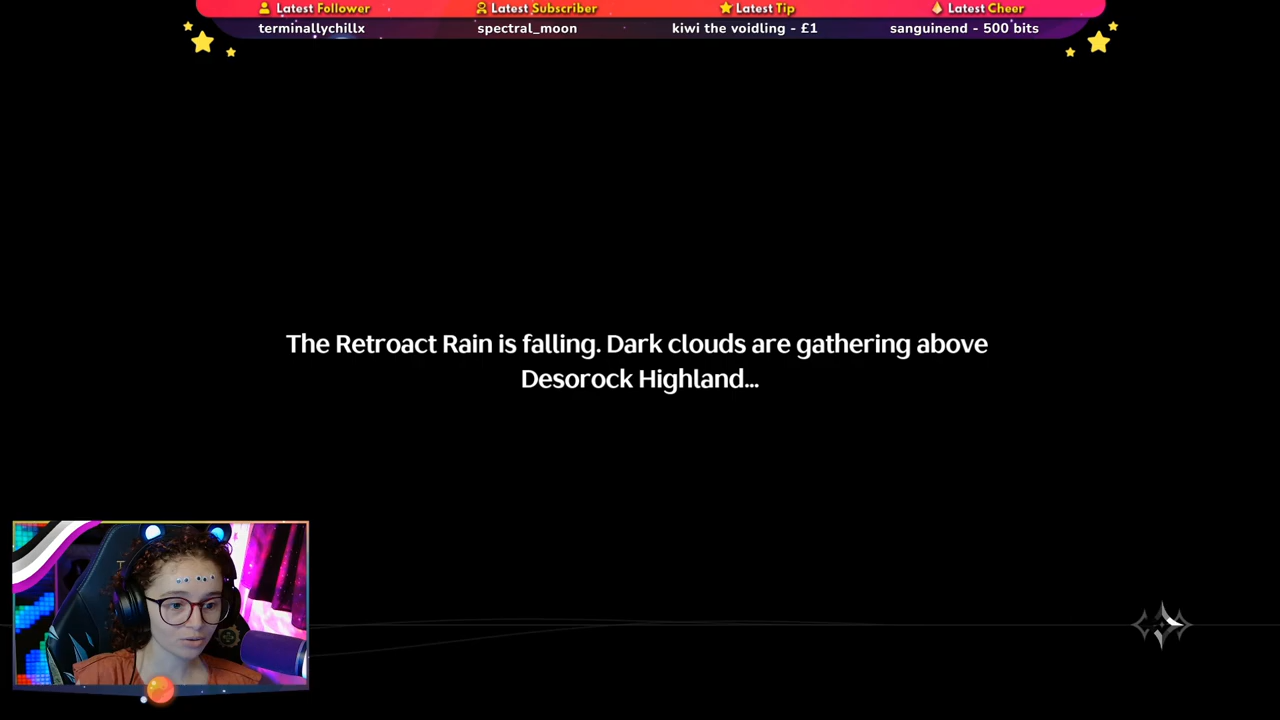 Latest Follower
Latest Subscriber
Latest Tip
Latest Cheer
terminallychillx
spectral_moon
kiwi the voidling - £1
sanguinend - 500 bits
The Retroact Rain is falling. Dark clouds are gathering above
Desorock Highland...
T